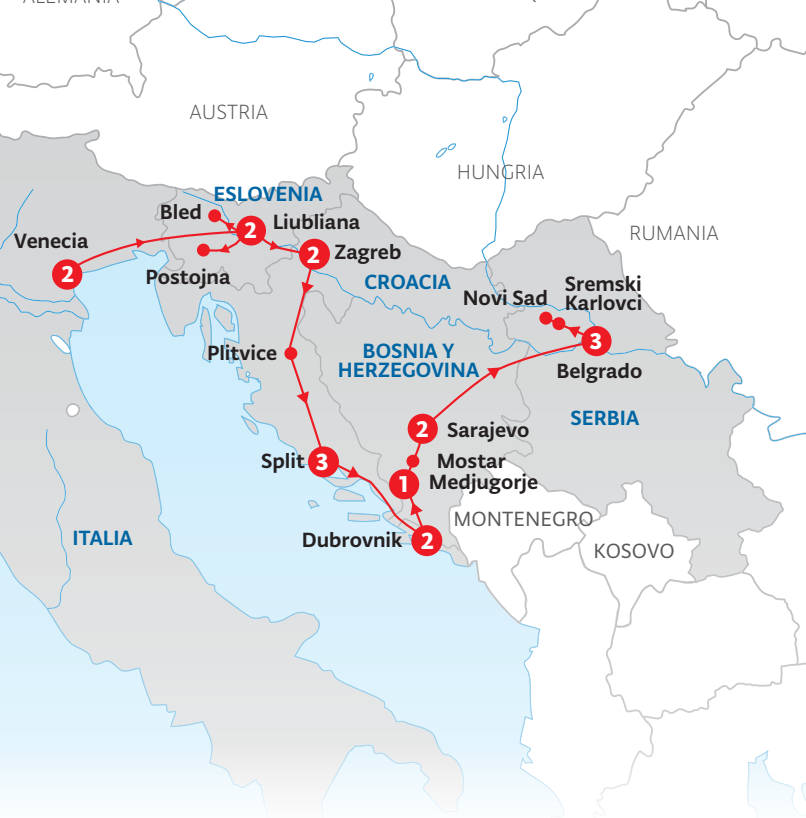 ALEMANIA
AUSTRIA
HUNGRIA
ESLOVENIA
Bled
2
Liubliana
RUMANIA
Venecia
2
2
Zagreb
Postojna
CROACIA
Sremski
Karlovci
Novi Sad
3
Plitvice
BOSNIA Y
HERZEGOVINA
Belgrado
SERBIA
2
Sarajevo
Split
3
Mostar
1
Medjugorje
MONTENEGRO
ITALIA
Dubrovnik
2
KOSOVO